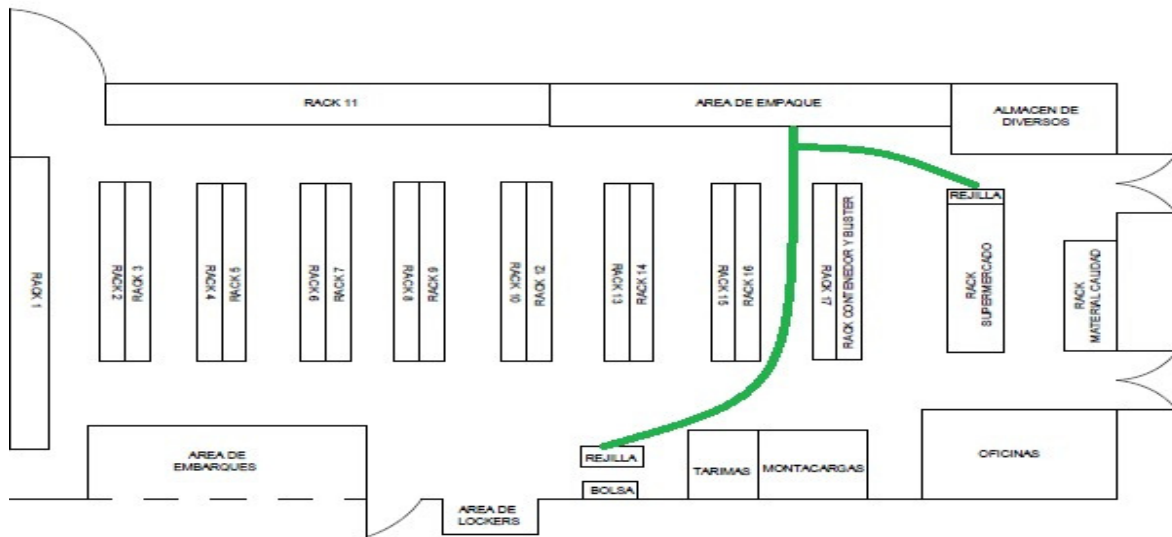 RACK 11
AREA DE EMPAQUE
ALMACEN DE
DIVERSOS
REJILLA
RACK 1
RACK 2
RACK 3
RACK 4
RACK 5
RACK 6
RACK 7
RACK 8
RACK 9
RACK 10
RACK 12
RACK 13
RACK 14
RACK 15
RACK 16
RACK 17
RACK CONTENEDOR Y BLISTER
RACK
SUPERMERCADO
RACK
MATERIAL CALIDAD
AREA DE
EMBARQUES
REJILLA
BOLSA
TARIMAS
MONTACARGAS
OFICINAS
AREA DE
LOCKERS